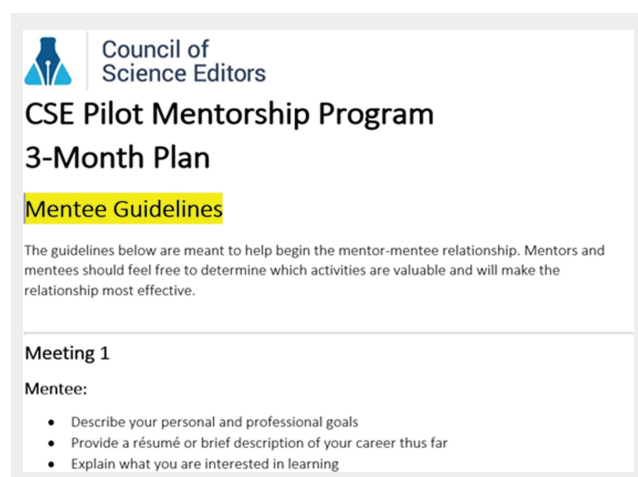 Council of
Science Editors
CSE Pilot Mentorship Program
3-Month Plan
Mentee Guidelines
The guidelines below are meant to help begin the mentor-mentee relationship. Mentors and
mentees should feel free to determine which activities are valuable and will make the
relationship most effective.
Meeting 1
Mentee:
• Describe your personal and professional goals
• Provide a résumé or brief description of your career thus far
• Explain what you are interested in learning